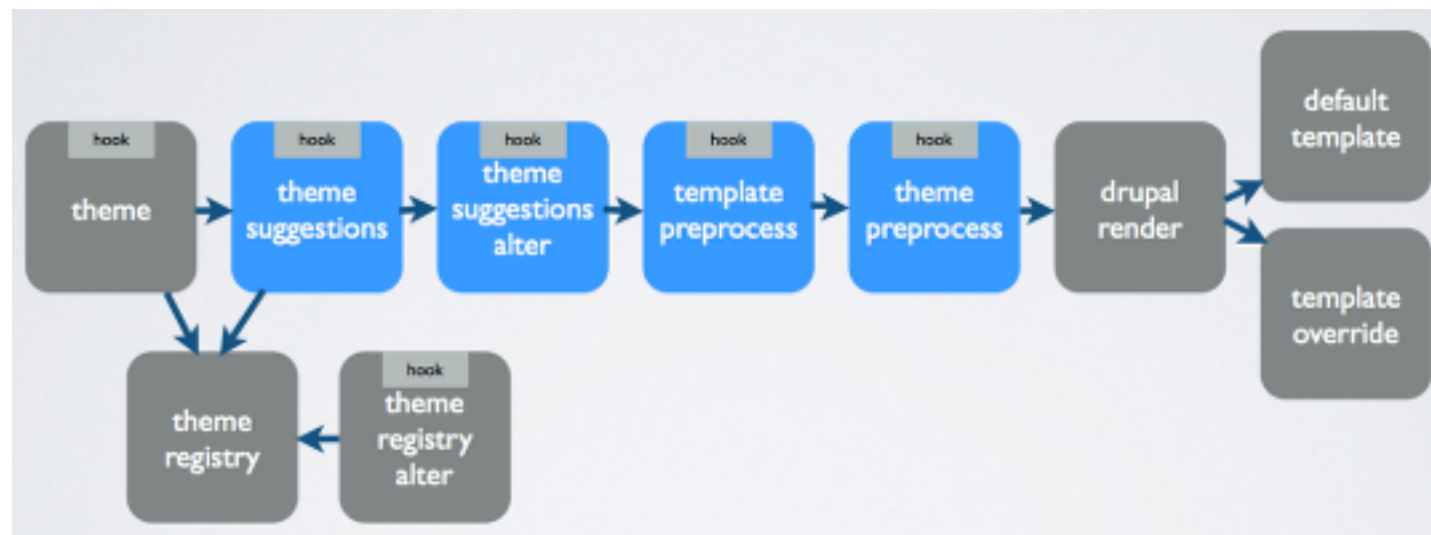 hook
theme
hook
theme
suggestions
hook
theme
suggestions
alter
hook
template
preprocess
hook
theme
preprocess
drupal
render
default
template
template
override
theme
registry
hook
theme
registry
alter